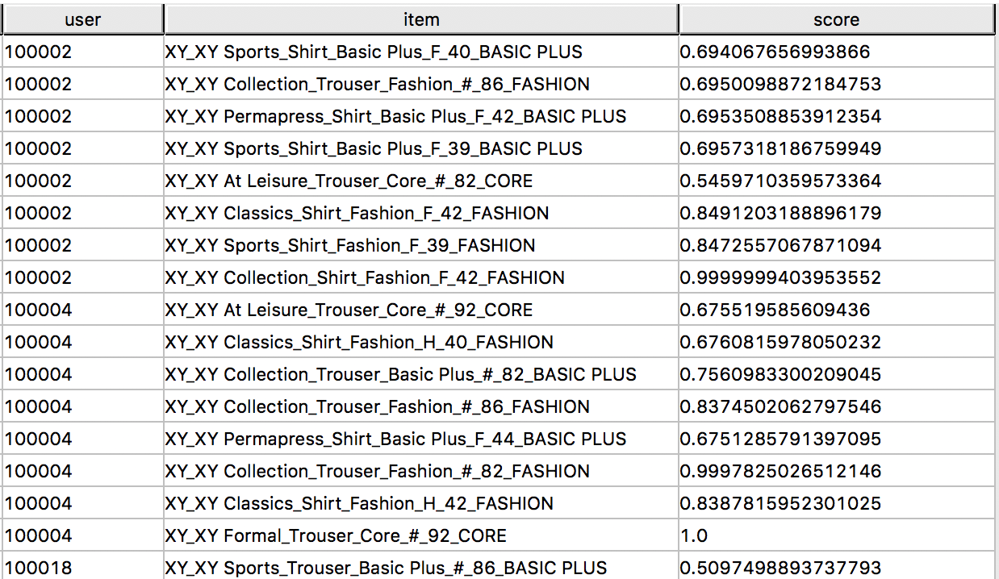 user item score
100002 XY_XY Sports_Shirt_Basic Plus_F_40_BASIC PLUS 0.694067656993866
100002 XY_XY Collection_Trouser_Fashion_#_86_FASHION 0.6950098872184753
100002 XY_XY Permapress_Shirt_Basic Plus_F_42_BASIC PLUS 0.6953508853912354
100002 XY_XY Sports_Shirt_Basic Plus_F_39_BASIC PLUS 0.6957318186759949
100002 XY_XY At Leisure_Trouser_Core_#_82_CORE 0.5459710359573364
100002 XY_XY Classics_Shirt_Fashion_F_42_FASHION 0.8491203188896179
100002 XY_XY Sports_Shirt_Fashion_F_39_FASHION 0.8472557067871094
100002 XY_XY Collection_Shirt_Fashion_F_42_FASHION 0.9999999403953552
100004 XY_XY At Leisure_Trouser_Core_#_92_CORE 0.675519585609436
100004 XY_XY Classics_Shirt_Fashion_H_40_FASHION 0.6760815978050232
100004 XY_XY Collection_Trouser_Basic Plus_#_82_BASIC PLUS 0.7560983300209045
100004 XY_XY Collection_Trouser_Fashion_#_86_FASHION 0.8374502062797546
100004 XY_XY Permapress_Shirt_Basic Plus_F_44_BASIC PLUS 0.6751285791397095
100004 XY_XY Collection_Trouser_Fashion_#_82_FASHION 0.9997825026512146
100004 XY_XY Classics_Shirt_Fashion_H_42_FASHION 0.8387815952301025
100004 XY_XY Formal_Trouser_Core_#_92_CORE 1.0
100018 XY_XY Sports_Trouser_Basic Plus_#_86_BASIC PLUS 0.5097498893737793